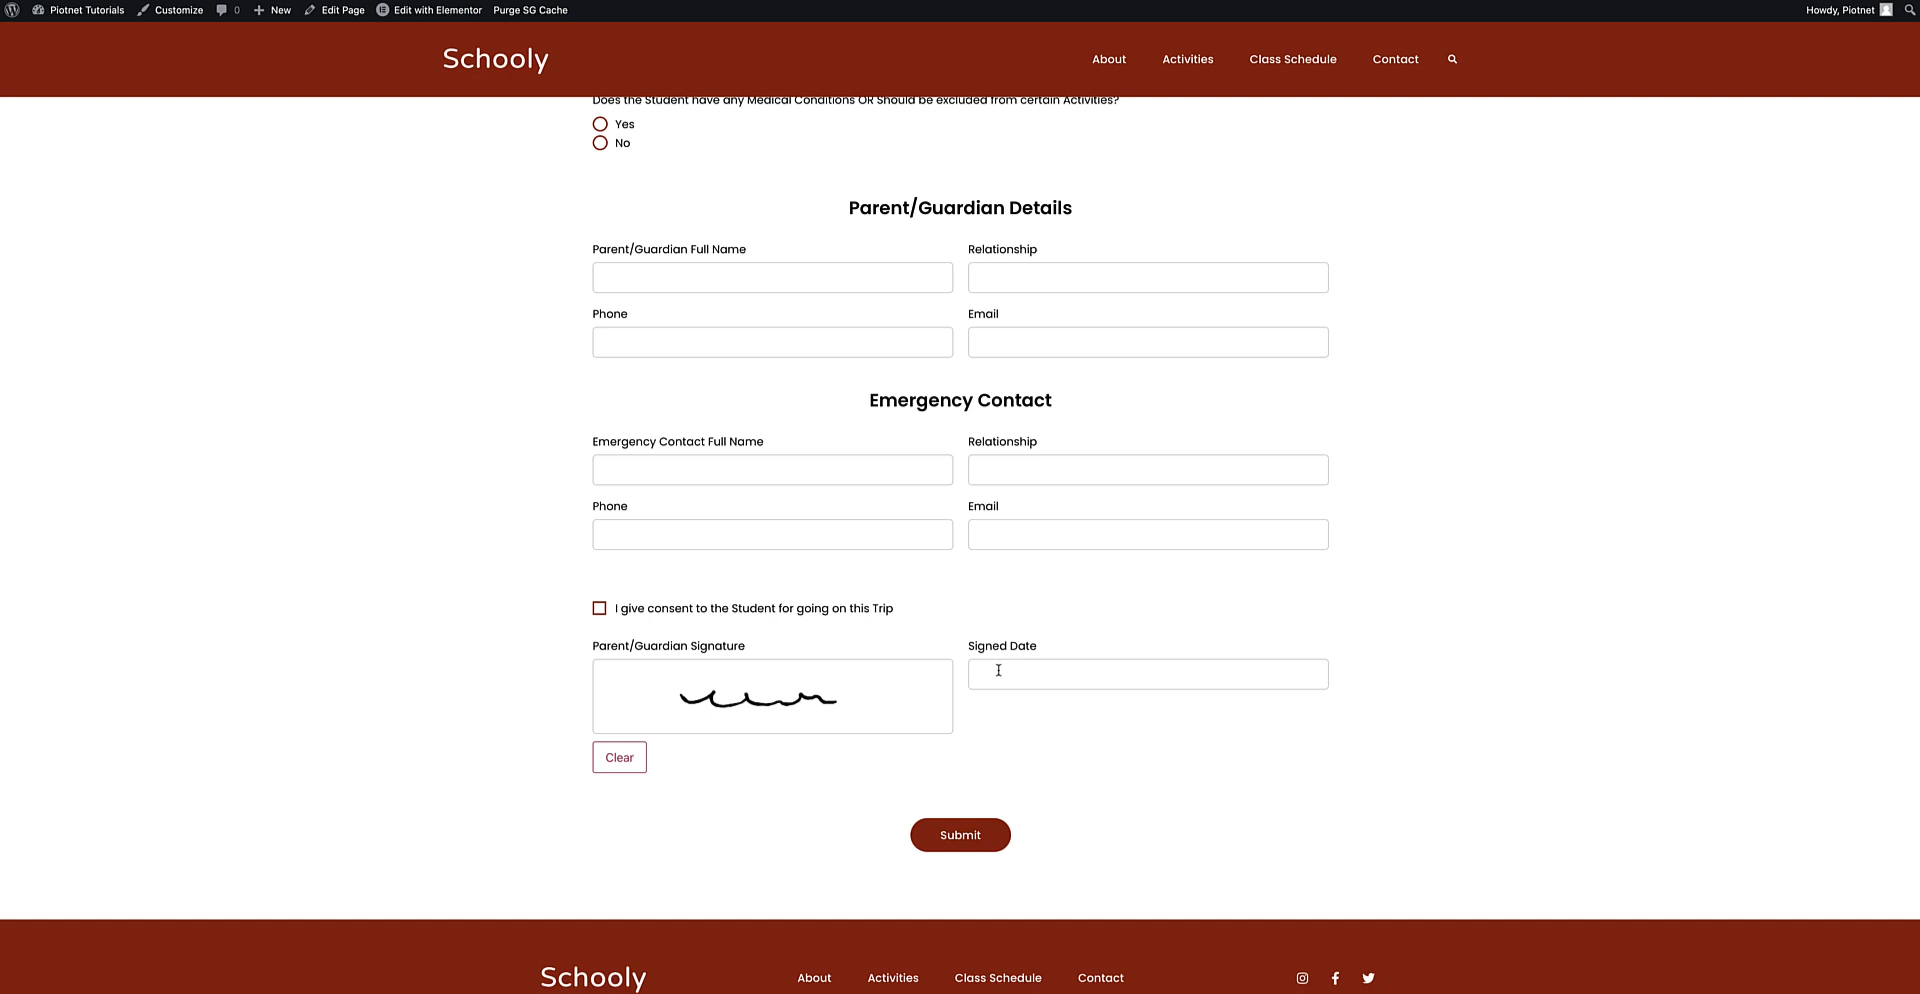 Piotnet Tutorials Customize 0 New Edit Page Edit with Elementor Purge SG Cache Howdy, Piotnet
Schooly About Activities Class Schedule Contact
Does the Student have any Medical Conditions OR Should be excluded from certain Activities?
Yes
No
Parent/Guardian Details
Parent/Guardian Full Name Relationship
Phone Email
Emergency Contact
Emergency Contact Full Name Relationship
Phone Email
I give consent to the Student for going on this Trip
Parent/Guardian Signature Signed Date
Clear
Submit
Schooly About Activities Class Schedule Contact